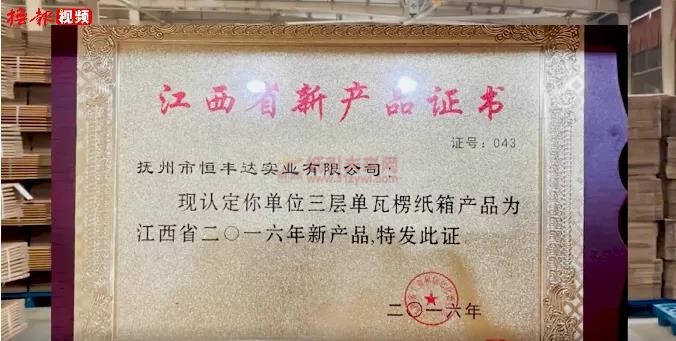 榜报视频
江西省新产品证书
证号:043
抚州市恒丰达实业有限公司:
现认定你单位三层单瓦楞纸箱产品为
江西省二〇一六年新产品,特发此证
二〇一六年